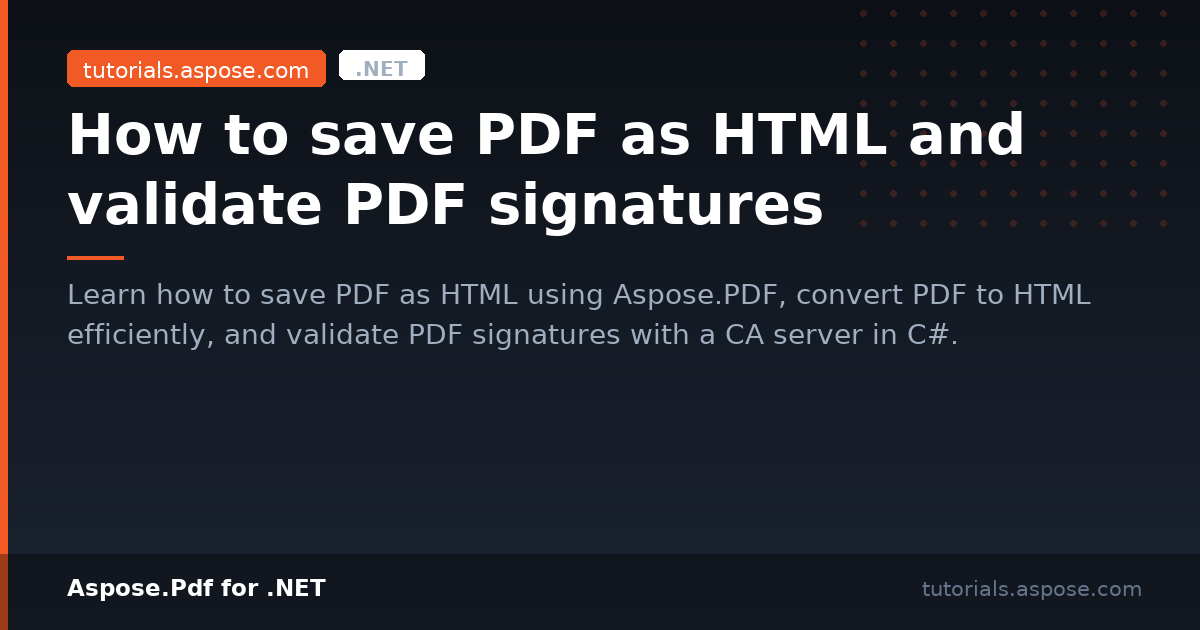 tutorials.aspose.com
.NET
How to save PDF as HTML and
validate PDF signatures
Learn how to save PDF as HTML using Aspose.PDF, convert PDF to HTML
efficiently, and validate PDF signatures with a CA server in C#.
Aspose.Pdf for .NET
tutorials.aspose.com